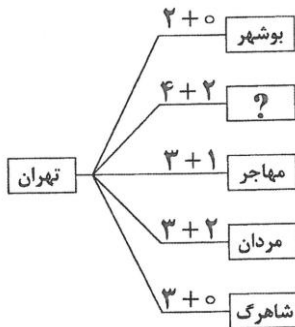 ۲+۰
بوشهر
۴+۲
?
تهران
۳+۱
مهاجر
۳+۲
مردان
۳+۰
شاهرگ